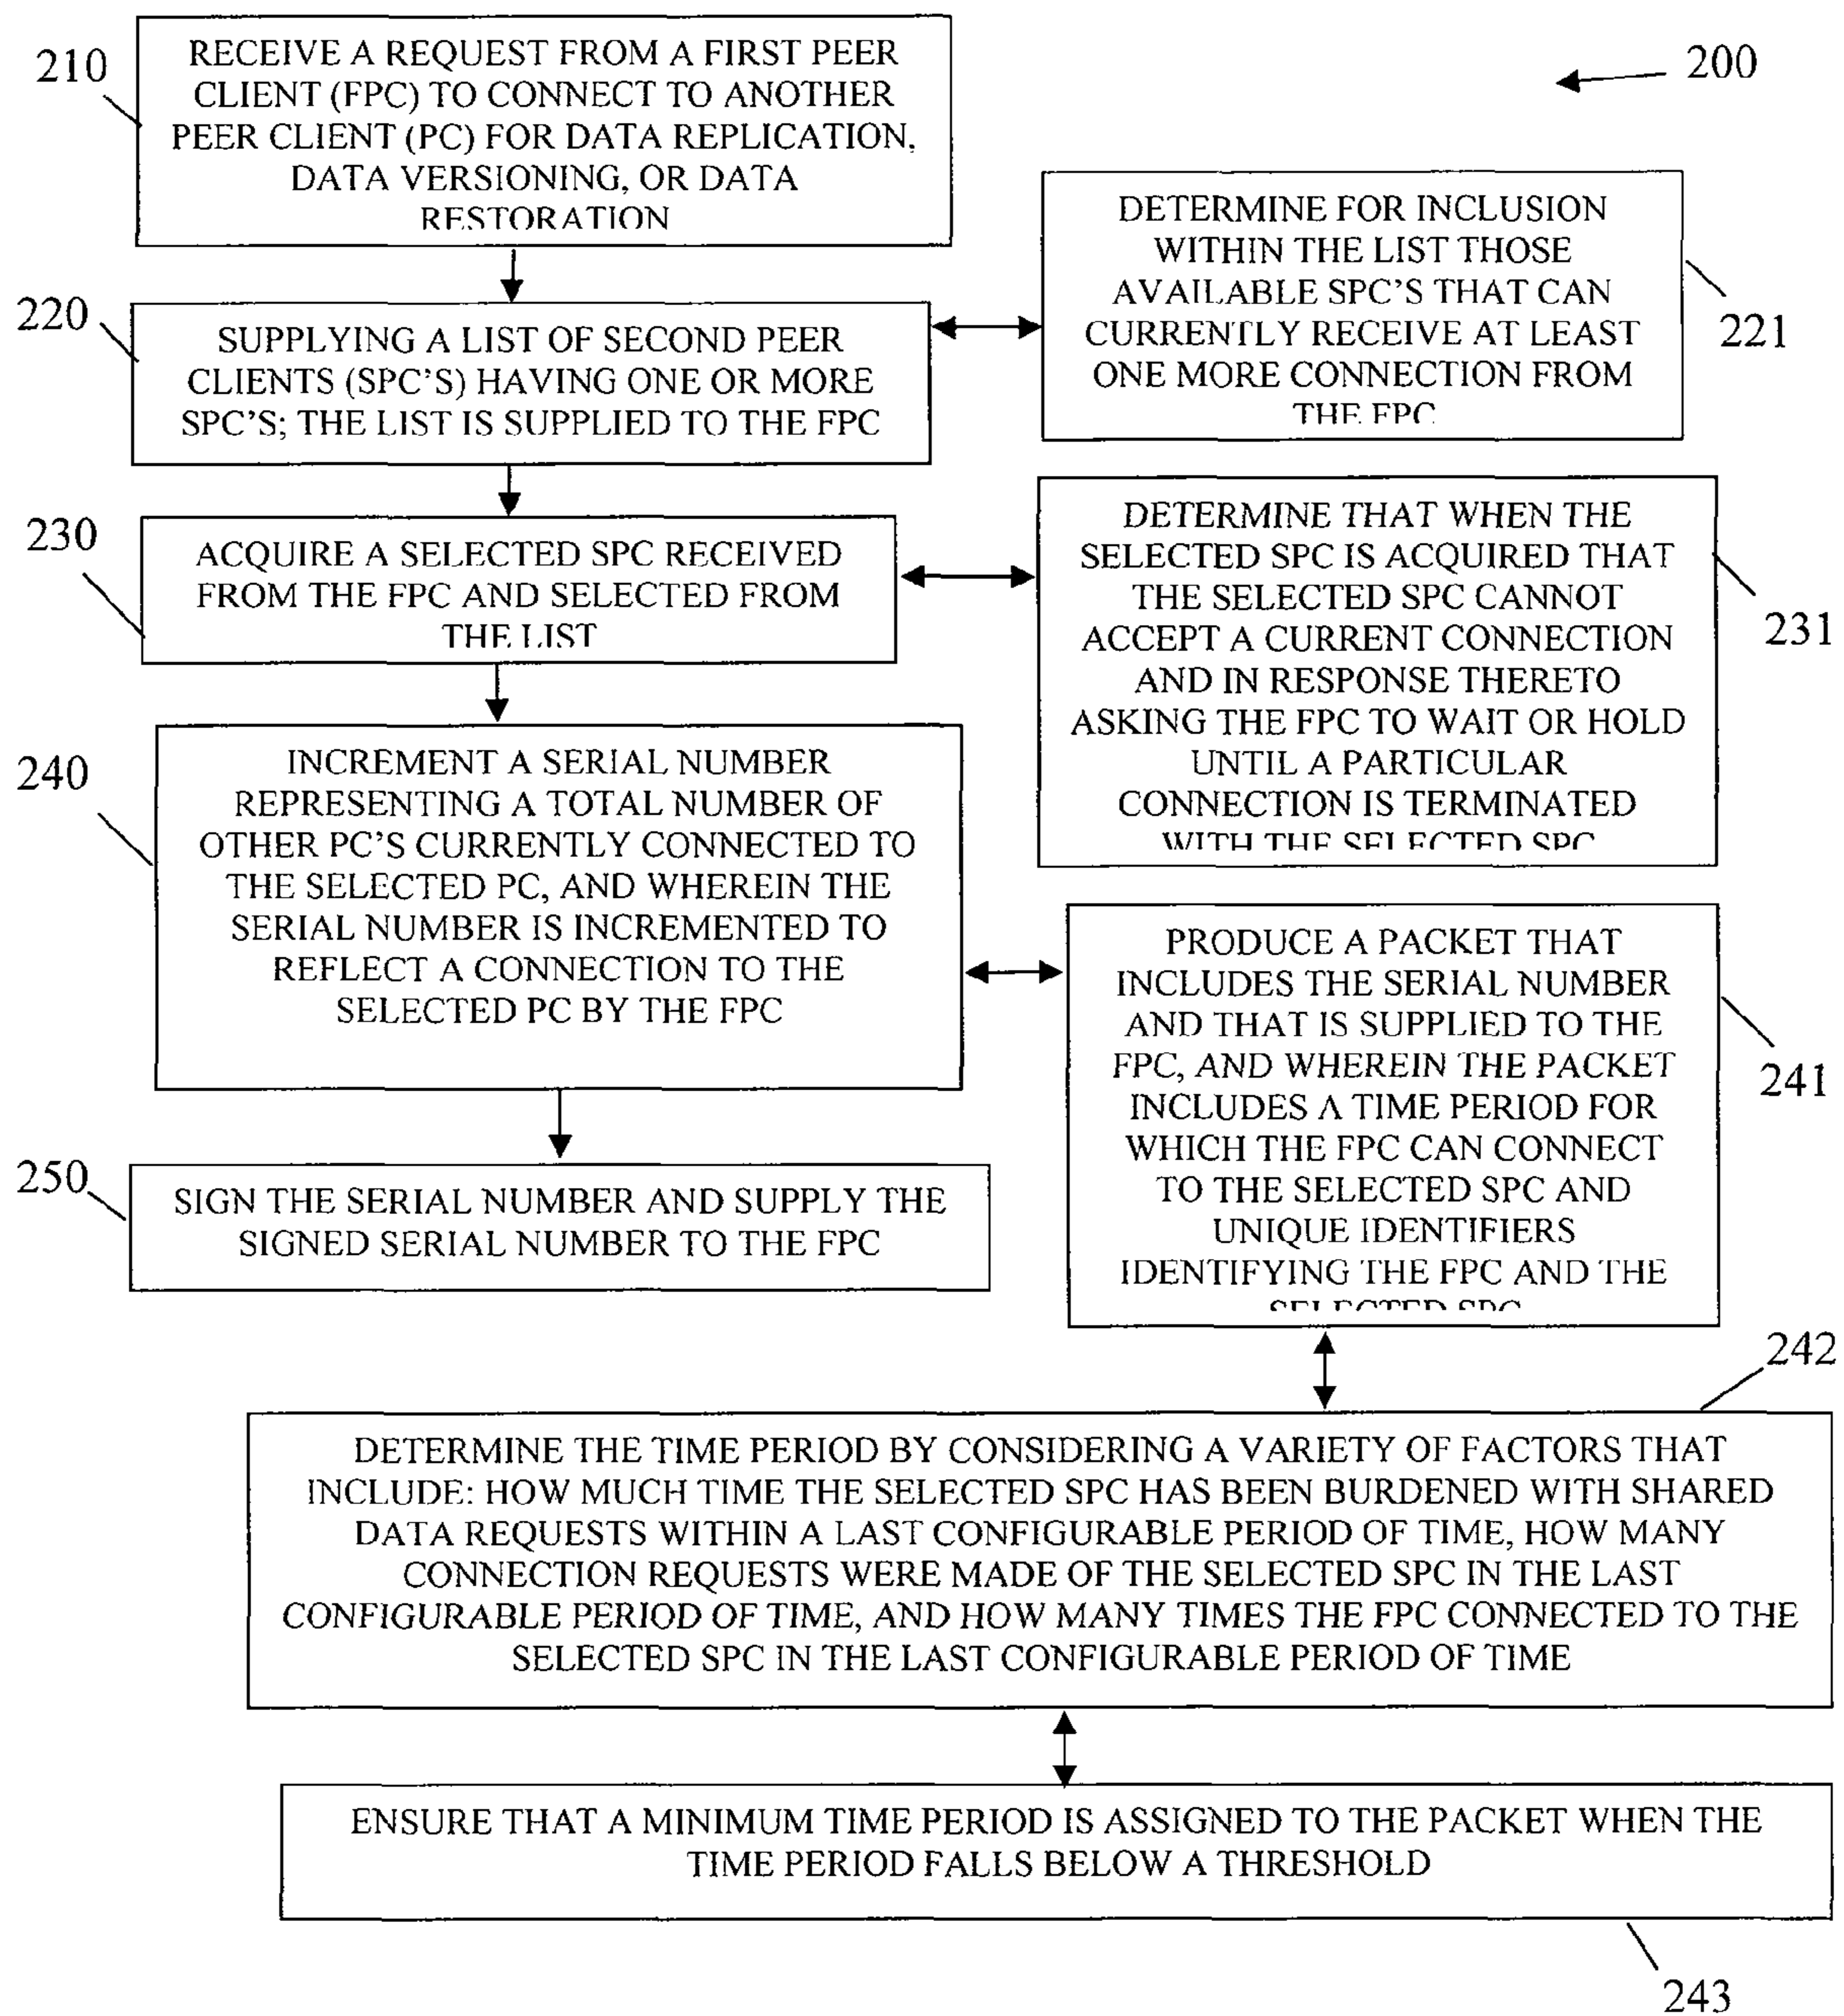 200
210
RECEIVE A REQUEST FROM A FIRST PEER
CLIENT (FPC) TO CONNECT TO ANOTHER
PEER CLIENT (PC) FOR DATA REPLICATION,
DATA VERSIONING, OR DATA
RESTORATION
220
SUPPLYING A LIST OF SECOND PEER
CLIENTS (SPC'S) HAVING ONE OR MORE
SPC'S; THE LIST IS SUPPLIED TO THE FPC
DETERMINE FOR INCLUSION
WITHIN THE LIST THOSE
AVAILABLE SPC'S THAT CAN
CURRENTLY RECEIVE AT LEAST
ONE MORE CONNECTION FROM
THE FPC
221
230
ACQUIRE A SELECTED SPC RECEIVED
FROM THE FPC AND SELECTED FROM
THE LIST
DETERMINE THAT WHEN THE
SELECTED SPC IS ACQUIRED THAT
THE SELECTED SPC CANNOT
ACCEPT A CURRENT CONNECTION
AND IN RESPONSE THERETO
ASKING THE FPC TO WAIT OR HOLD
UNTIL A PARTICULAR
CONNECTION IS TERMINATED
WITH THE SELECTED SPC
231
240
INCREMENT A SERIAL NUMBER
REPRESENTING A TOTAL NUMBER OF
OTHER PC'S CURRENTLY CONNECTED TO
THE SELECTED PC, AND WHEREIN THE
SERIAL NUMBER IS INCREMENTED TO
REFLECT A CONNECTION TO THE
SELECTED PC BY THE FPC
PRODUCE A PACKET THAT
INCLUDES THE SERIAL NUMBER
AND THAT IS SUPPLIED TO THE
FPC, AND WHEREIN THE PACKET
INCLUDES A TIME PERIOD FOR
WHICH THE FPC CAN CONNECT
TO THE SELECTED SPC AND
UNIQUE IDENTIFIERS
IDENTIFYING THE FPC AND THE
SELECTED SPC
241
250
SIGN THE SERIAL NUMBER AND SUPPLY THE
SIGNED SERIAL NUMBER TO THE FPC
242
DETERMINE THE TIME PERIOD BY CONSIDERING A VARIETY OF FACTORS THAT
INCLUDE: HOW MUCH TIME THE SELECTED SPC HAS BEEN BURDENED WITH SHARED
DATA REQUESTS WITHIN A LAST CONFIGURABLE PERIOD OF TIME, HOW MANY
CONNECTION REQUESTS WERE MADE OF THE SELECTED SPC IN THE LAST
CONFIGURABLE PERIOD OF TIME, AND HOW MANY TIMES THE FPC CONNECTED TO THE
SELECTED SPC IN THE LAST CONFIGURABLE PERIOD OF TIME
ENSURE THAT A MINIMUM TIME PERIOD IS ASSIGNED TO THE PACKET WHEN THE
TIME PERIOD FALLS BELOW A THRESHOLD
243